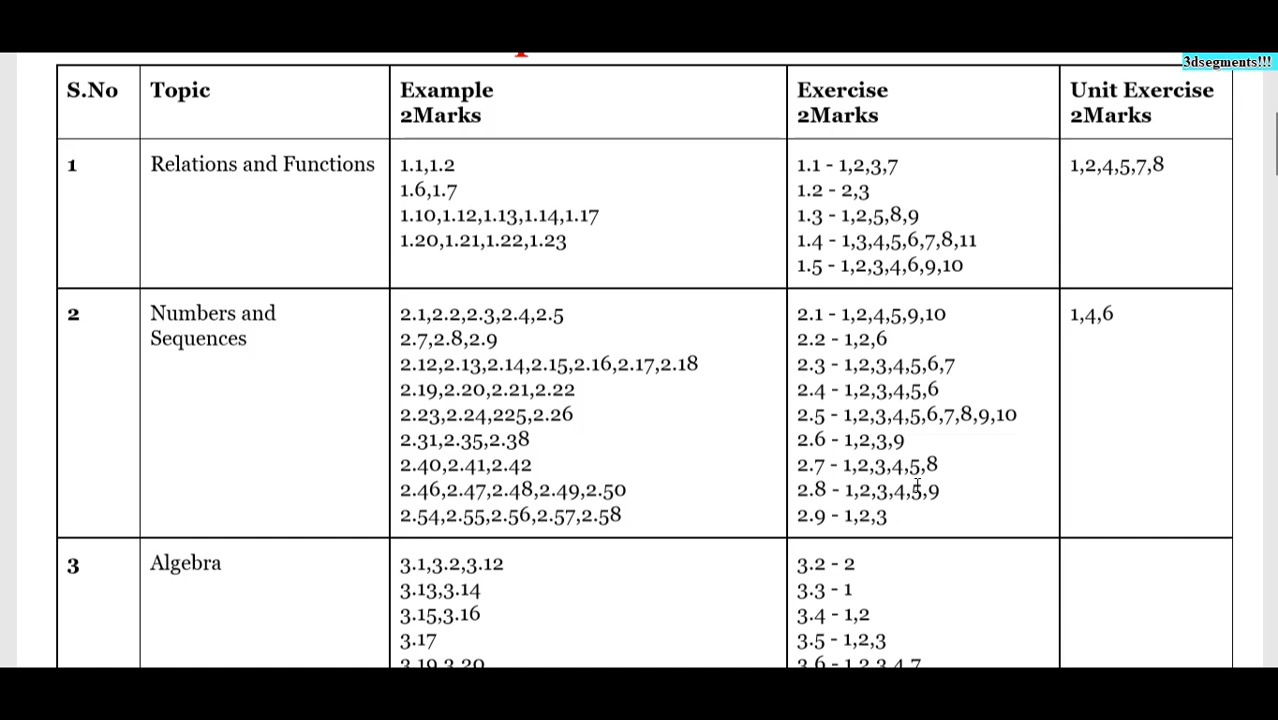 3dsegments!!!
S.No Topic Example Exercise Unit Exercise
2Marks 2Marks 2Marks
1 Relations and Functions 1.1,1.2 1.1 - 1,2,3,7 1,2,4,5,7,8
1.6,1.7 1.2 - 2,3
1.10,1.12,1.13,1.14,1.17 1.3 - 1,2,5,8,9
1.20,1.21,1.22,1.23 1.4 - 1,3,4,5,6,7,8,11
1.5 - 1,2,3,4,6,9,10
2 Numbers and 2.1,2.2,2.3,2.4,2.5 2.1 - 1,2,4,5,9,10 1,4,6
Sequences 2.7,2.8,2.9 2.2 - 1,2,6
2.12,2.13,2.14,2.15,2.16,2.17,2.18 2.3 - 1,2,3,4,5,6,7
2.19,2.20,2.21,2.22 2.4 - 1,2,3,4,5,6
2.23,2.24,225,2.26 2.5 - 1,2,3,4,5,6,7,8,9,10
2.31,2.35,2.38 2.6 - 1,2,3,9
2.40,2.41,2.42 2.7 - 1,2,3,4,5,8
2.46,2.47,2.48,2.49,2.50 2.8 - 1,2,3,4,5,9
2.54,2.55,2.56,2.57,2.58 2.9 - 1,2,3
3 Algebra 3.1,3.2,3.12 3.2 - 2
3.13,3.14 3.3 - 1
3.15,3.16 3.4 - 1,2
3.17 3.5 - 1,2,3
3.19,3.20 3.6 - 1,2,3,4,7